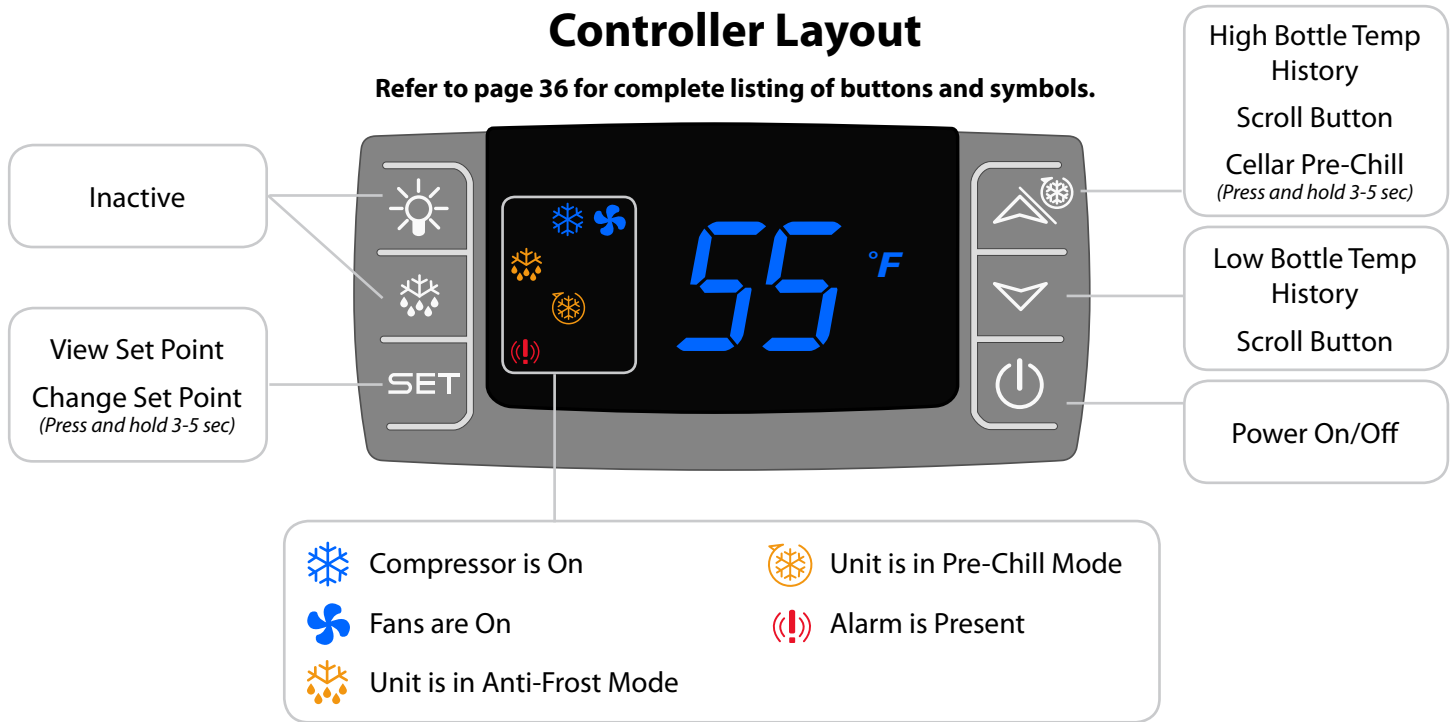 Controller Layout
Refer to page 36 for complete listing of buttons and symbols.
High Bottle Temp
History
Scroll Button
Cellar Pre-Chill
(Press and hold 3-5 sec)
Inactive
55 °F
Low Bottle Temp
History
Scroll Button
View Set Point
Change Set Point
(Press and hold 3-5 sec)
SET
Power On/Off
Compressor is On
Fans are On
Unit is in Anti-Frost Mode
Unit is in Pre-Chill Mode
Alarm is Present